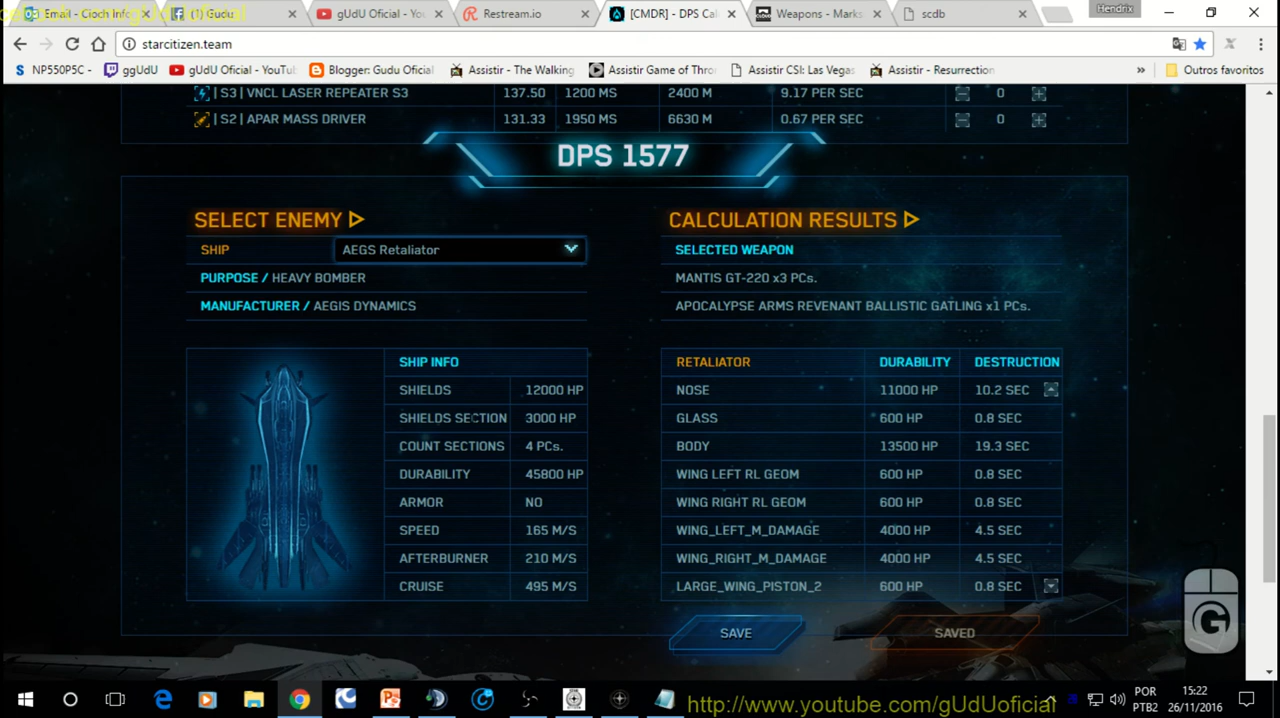 Email - Cioch Info
(1) Gudu
gUdU Oficial - You
Restream.io
[CMDR] - DPS Cal
Weapons - Marks
scdb
Hendrix
starcitizen.team
NP550P5C -
ggUdU
gUdU Oficial - YouTu
Blogger: Gudu Oficial
Assistir - The Walking
Assistir Game of Thro
Assistir CSI: Las Vegas
Assistir - Resurrection
»
Outros favoritos
| S3 | VNCL LASER REPEATER S3 137.50 1200 MS 2400 M 9.17 PER SEC 0
| S2 | APAR MASS DRIVER 131.33 1950 MS 6630 M 0.67 PER SEC 0
DPS 1577
SELECT ENEMY
SHIP AEGS Retaliator
PURPOSE / HEAVY BOMBER
MANUFACTURER / AEGIS DYNAMICS
SHIP INFO
SHIELDS 12000 HP
SHIELDS SECTION 3000 HP
COUNT SECTIONS 4 PCs.
DURABILITY 45800 HP
ARMOR NO
SPEED 165 M/S
AFTERBURNER 210 M/S
CRUISE 495 M/S
CALCULATION RESULTS
SELECTED WEAPON
MANTIS GT-220 x3 PCs.
APOCALYPSE ARMS REVENANT BALLISTIC GATLING x1 PCs.
RETALIATOR DURABILITY DESTRUCTION
NOSE 11000 HP 10.2 SEC
GLASS 600 HP 0.8 SEC
BODY 13500 HP 19.3 SEC
WING LEFT RL GEOM 600 HP 0.8 SEC
WING RIGHT RL GEOM 600 HP 0.8 SEC
WING_LEFT_M_DAMAGE 4000 HP 4.5 SEC
WING_RIGHT_M_DAMAGE 4000 HP 4.5 SEC
LARGE_WING_PISTON_2 600 HP 0.8 SEC
SAVE
SAVED
G
http://www.youtube.com/gUdUoficial
POR
PTB2
15:22
26/11/2016